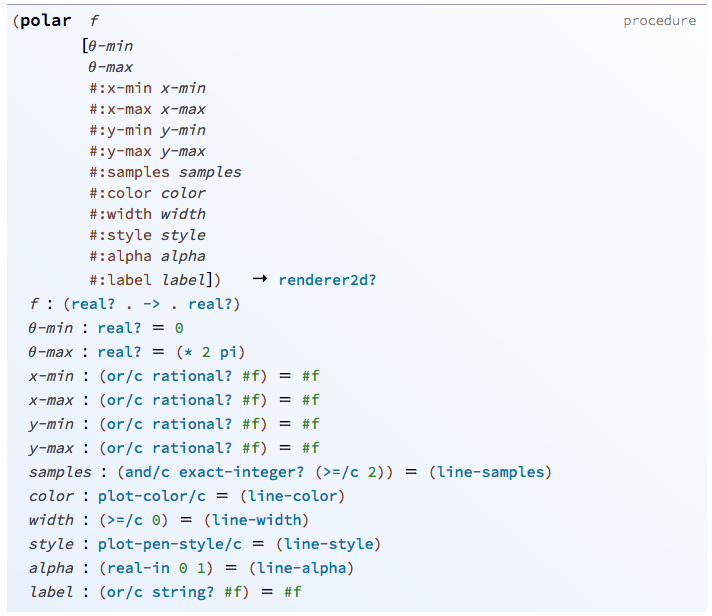 (polar f procedure
[θ-min
θ-max
#:x-min x-min
#:x-max x-max
#:y-min y-min
#:y-max y-max
#:samples samples
#:color color
#:width width
#:style style
#:alpha alpha
#:label label]) → renderer2d?
f : (real? . -> . real?)
θ-min : real? = 0
θ-max : real? = (* 2 pi)
x-min : (or/c rational? #f) = #f
x-max : (or/c rational? #f) = #f
y-min : (or/c rational? #f) = #f
y-max : (or/c rational? #f) = #f
samples : (and/c exact-integer? (>=/c 2)) = (line-samples)
color : plot-color/c = (line-color)
width : (>=/c 0) = (line-width)
style : plot-pen-style/c = (line-style)
alpha : (real-in 0 1) = (line-alpha)
label : (or/c string? #f) = #f